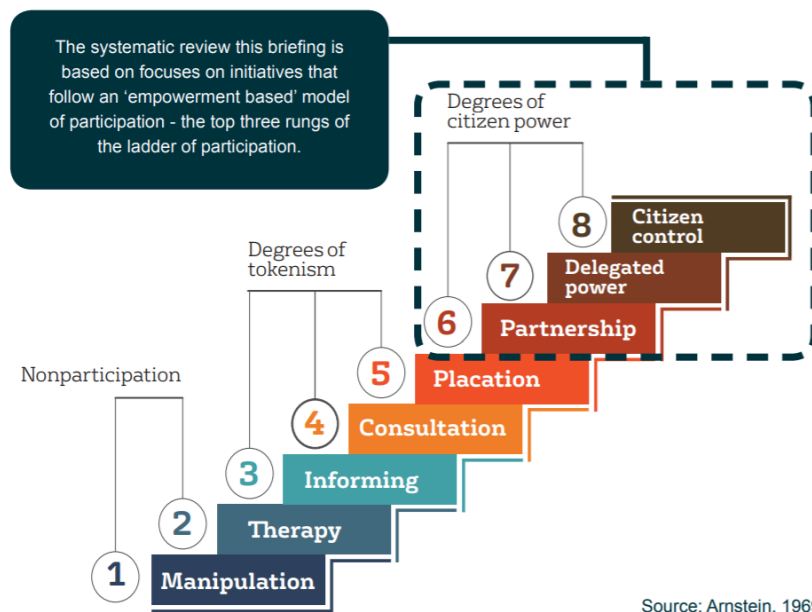 The systematic review this briefing is
based on focuses on initiatives that
follow an ‘empowerment based’ model
of participation - the top three rungs of
the ladder of participation.
Degrees of
citizen power
8
Citizen
control
Degrees of
tokenism
7
Delegated
power
6
Partnership
Nonparticipation
5
Placation
4
Consultation
3
Informing
2
Therapy
1
Manipulation
Source: Arnstein, 196